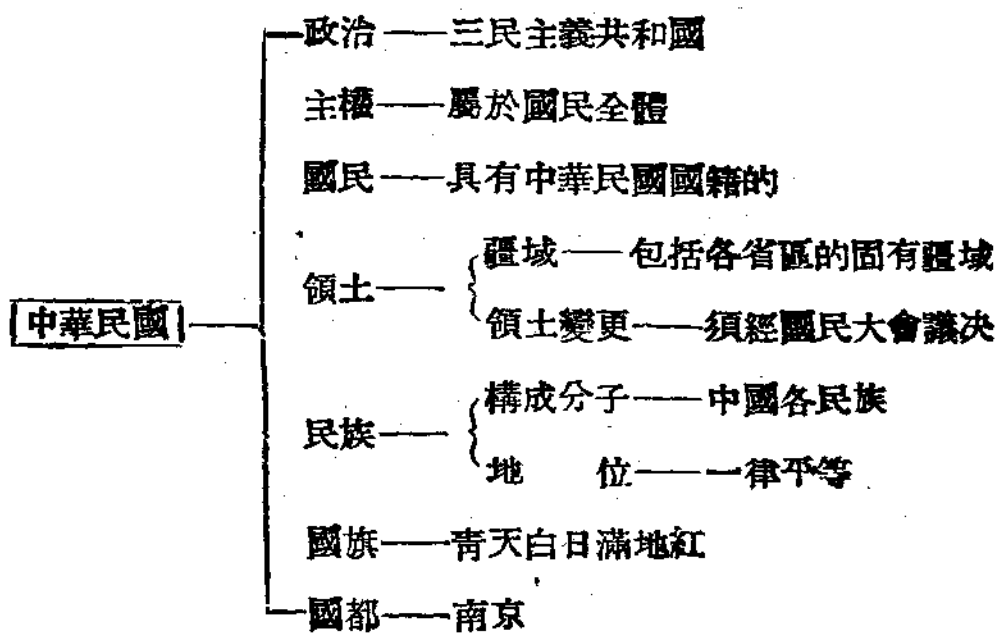 政治——三民主義共和國
主權——屬於國民全體
國民——具有中華民國國籍的
疆域——包括各省區的固有疆域
領土——
領土變更——須經國民大會議决
中華民國
構成分子——中國各民族
民族——
地 位——一律平等
國旗——青天白日滿地紅
國都——南京